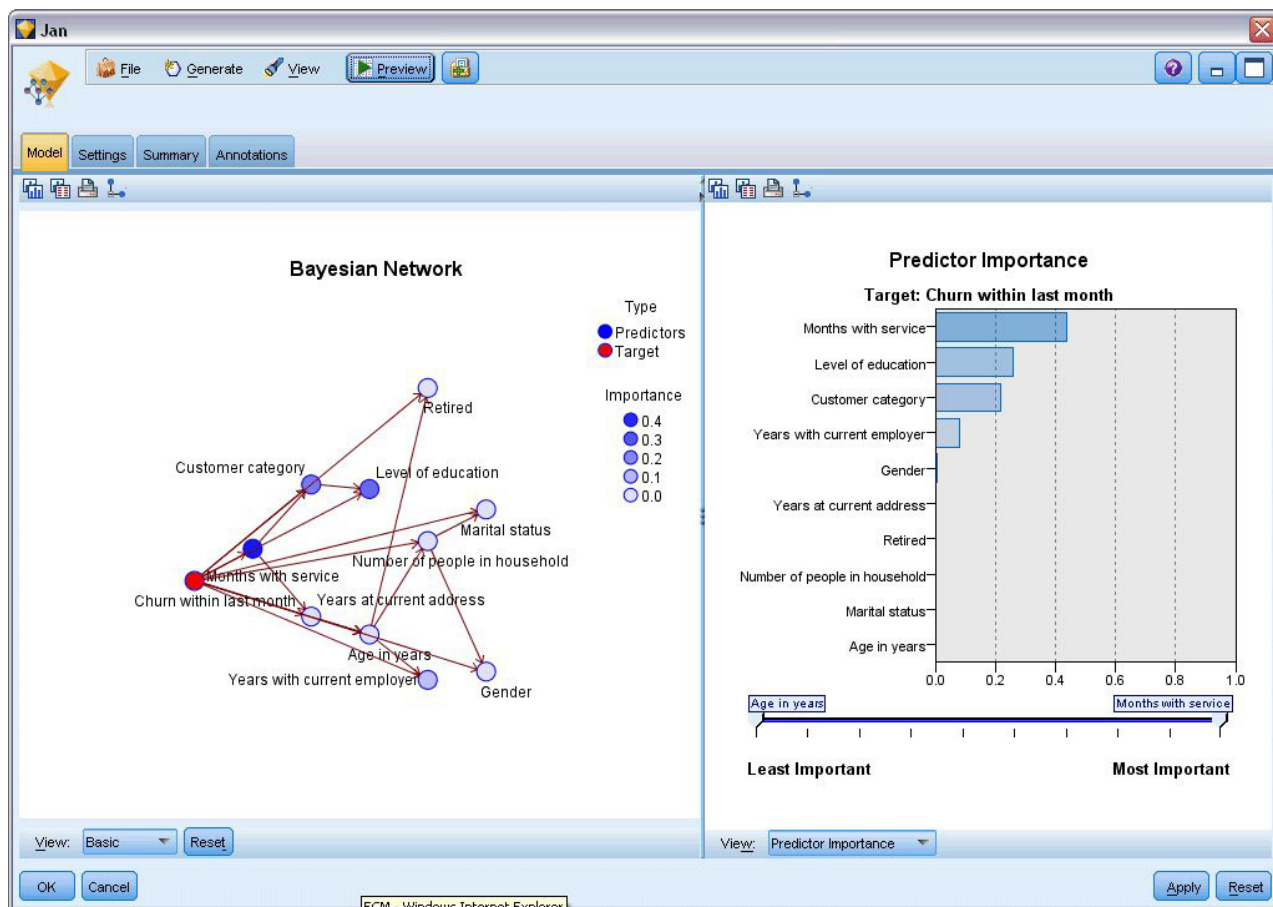 Jan
File Generate View Preview
Model Settings Summary Annotations
Bayesian Network
Type
Predictors
Target
Importance
0.4
0.3
0.2
0.1
0.0
Retired
Customer category
Level of education
Marital status
Number of people in household
Months with service
Churn within last month
Years at current address
Age in years
Years with current employer
Gender
View: Basic Reset
Predictor Importance
Target: Churn within last month
Months with service
Level of education
Customer category
Years with current employer
Gender
Years at current address
Retired
Number of people in household
Marital status
Age in years
0.0 0.2 0.4 0.6 0.8 1.0
Age in years Months with service
Least Important Most Important
View: Predictor Importance
OK Cancel Apply Reset
ECM - Windows Internet Explorer